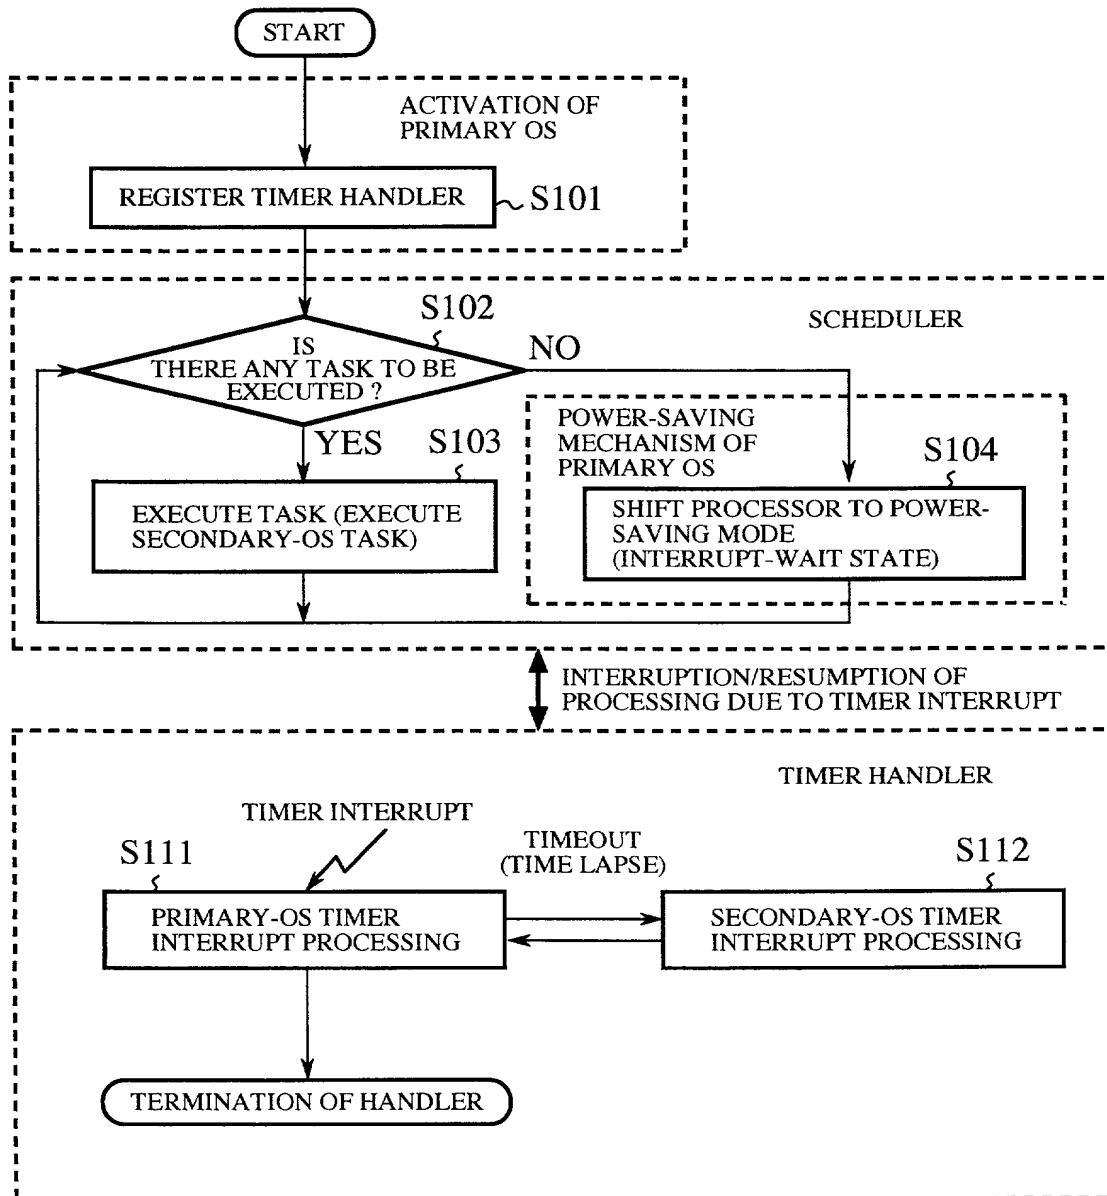 START
ACTIVATION OF
PRIMARY OS
REGISTER TIMER HANDLER
S101
S102
SCHEDULER
IS
THERE ANY TASK TO BE
EXECUTED ?
NO
YES
S103
POWER-SAVING
MECHANISM OF
PRIMARY OS
S104
EXECUTE TASK (EXECUTE
SECONDARY-OS TASK)
SHIFT PROCESSOR TO POWER-
SAVING MODE
(INTERRUPT-WAIT STATE)
INTERRUPTION/RESUMPTION OF
PROCESSING DUE TO TIMER INTERRUPT
TIMER HANDLER
TIMER INTERRUPT
TIMEOUT
(TIME LAPSE)
S111
S112
PRIMARY-OS TIMER
INTERRUPT PROCESSING
SECONDARY-OS TIMER
INTERRUPT PROCESSING
TERMINATION OF HANDLER